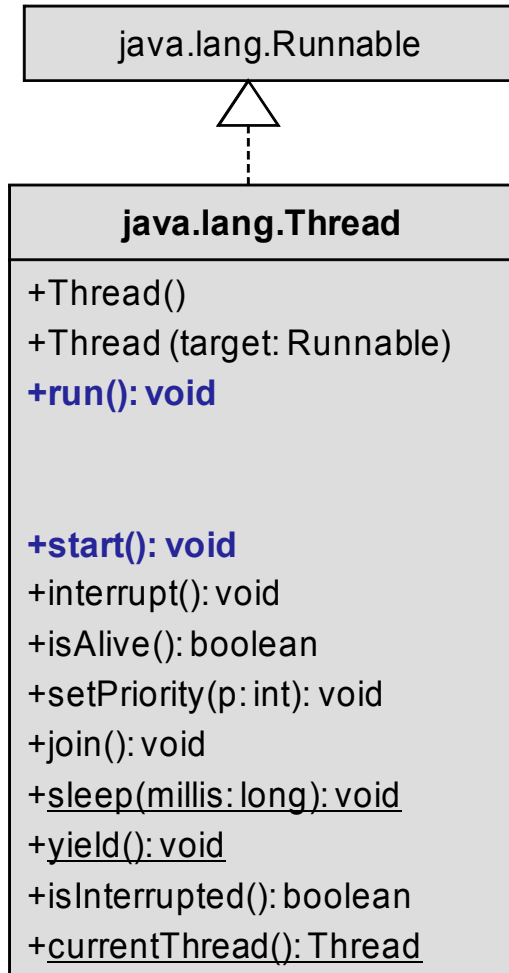 java.lang.Runnable
java.lang.Thread
+Thread()
+Thread (target: Runnable)
+run(): void
+start(): void
+interrupt(): void
+isAlive(): boolean
+setPriority(p: int): void
+join(): void
+sleep(millis: long): void
+yield(): void
+isInterrupted(): boolean
+currentThread(): Thread